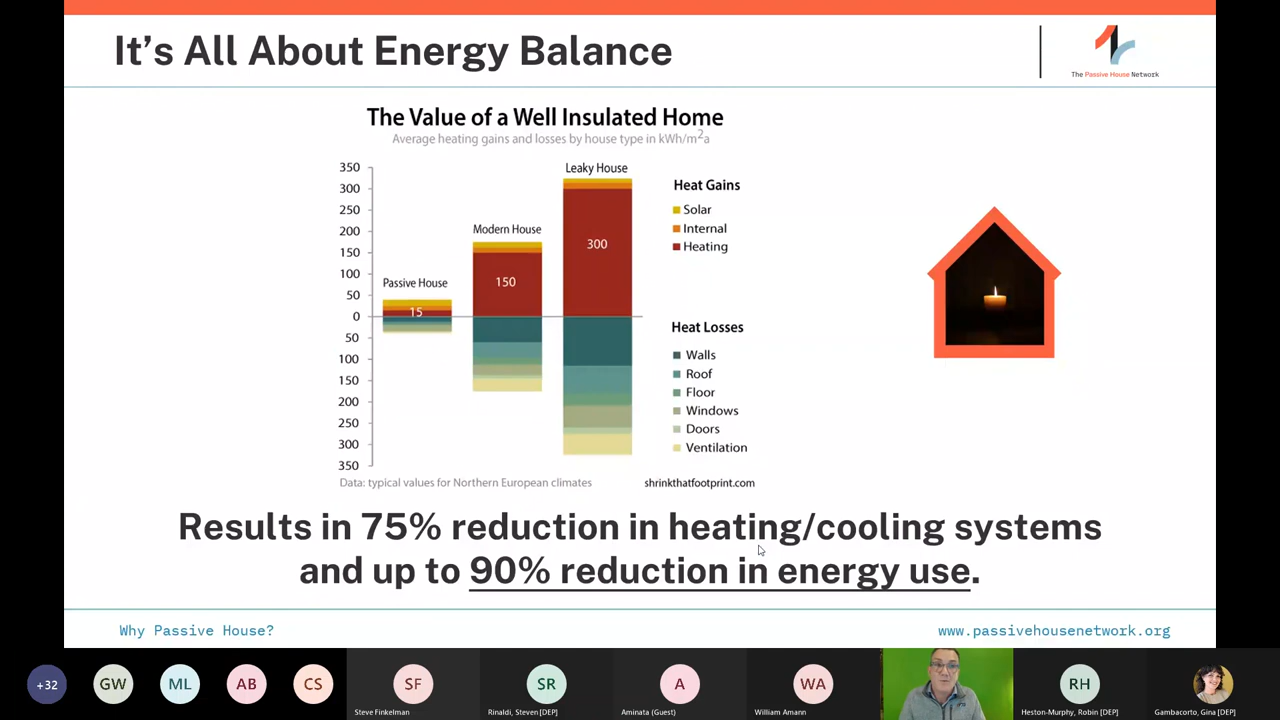 It's All About Energy Balance
The Passive House Network
The Value of a Well Insulated Home
Average heating gains and losses by house type in kWh/m²a
350
300
250
200
150
100
50
0
50
100
150
200
250
300
350
Passive House
15
Modern House
150
Leaky House
300
Heat Gains
Solar
Internal
Heating
Heat Losses
Walls
Roof
Floor
Windows
Doors
Ventilation
Data: typical values for Northern European climates
shrinkthatfootprint.com
Results in 75% reduction in heating/cooling systems
and up to 90% reduction in energy use.
Why Passive House?
www.passivehousenetwork.org
+32
GW
ML
AB
CS
SF
Steve Finkelman
SR
Rinaldi, Steven [DEP]
A
Aminata (Guest)
WA
William Amann
RH
Heston-Murphy, Robin [DEP]
Gambacorto, Gina [DEP]